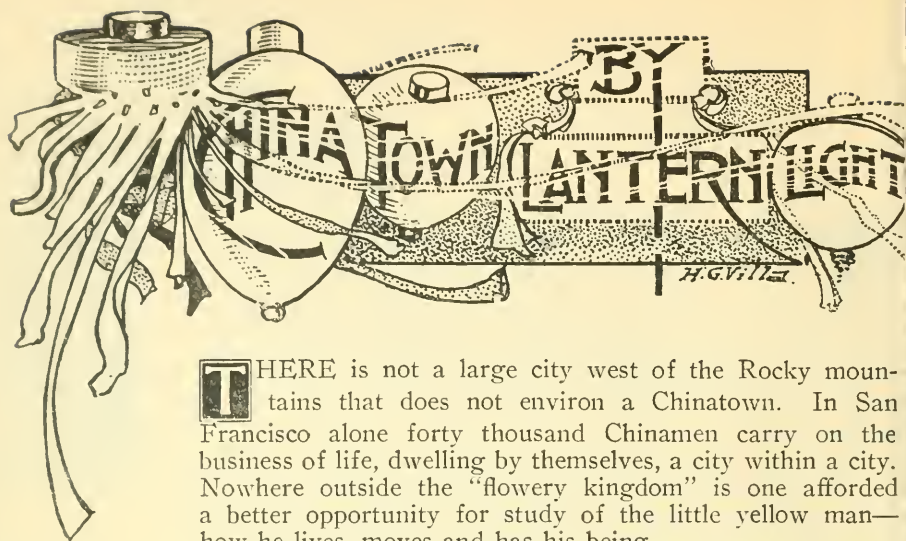 CHINA TOWN
BY
LANTERN LIGHT
H.G.Villa.
THERE is not a large city west of the Rocky moun-
tains that does not environ a Chinatown. In San
Francisco alone forty thousand Chinamen carry on the
business of life, dwelling by themselves, a city within a city.
Nowhere outside the “flowery kingdom” is one afforded
a better opportunity for study of the little yellow man—
how he lives, moves and has his being.